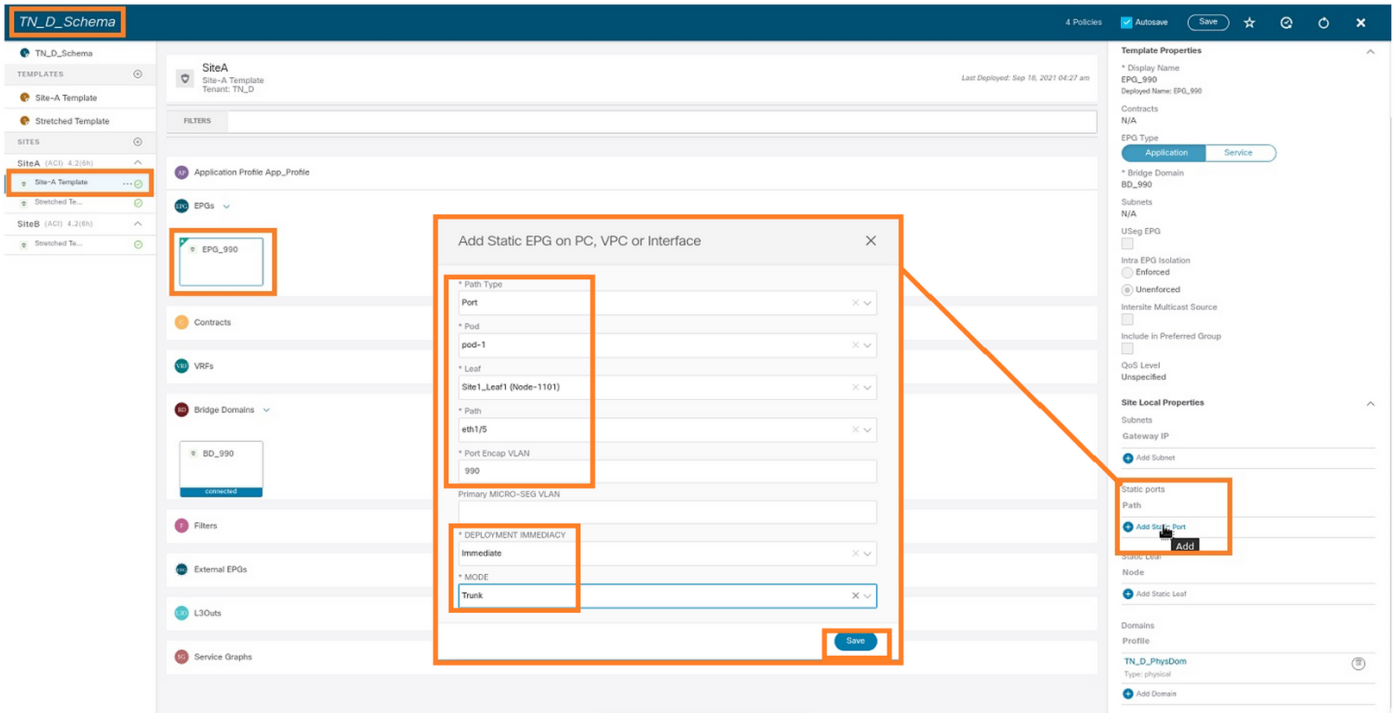 TN_D_Schema
4 Policies
Autosave
Save
TN_D_Schema
TEMPLATES
Site-A Template
Stretched Template
SITES
SiteA (ACI) 4.2(6h)
Site-A Template
Stretched Te...
SiteB (ACI) 4.2(6h)
Stretched Te...
SiteA
Site-A Template
Tenant: TN_D
Last Deployed: Sep 18, 2021 04:27 am
FILTERS
AP Application Profile App_Profile
EPG EPGs
EPG_990
C Contracts
VRF VRFs
BD Bridge Domains
BD_990
connected
F Filters
External EPGs
L3O L3Outs
SG Service Graphs
Add Static EPG on PC, VPC or Interface
* Path Type
Port
* Pod
pod-1
* Leaf
Site1_Leaf1 (Node-1101)
* Path
eth1/5
* Port Encap VLAN
990
Primary MICRO-SEG VLAN
* DEPLOYMENT IMMEDIACY
Immediate
* MODE
Trunk
Save
Template Properties
* Display Name
EPG_990
Deployed Name: EPG_990
Contracts
N/A
EPG Type
Application Service
* Bridge Domain
BD_990
Subnets
N/A
USeg EPG
Intra EPG Isolation
Enforced
Unenforced
Intersite Multicast Source
Include in Preferred Group
QoS Level
Unspecified
Site Local Properties
Subnets
Gateway IP
Add Subnet
Static ports
Path
Add Static Port
Add
Static Leaf
Node
Add Static Leaf
Domains
Profile
TN_D_PhysDom
Type: physical
Add Domain